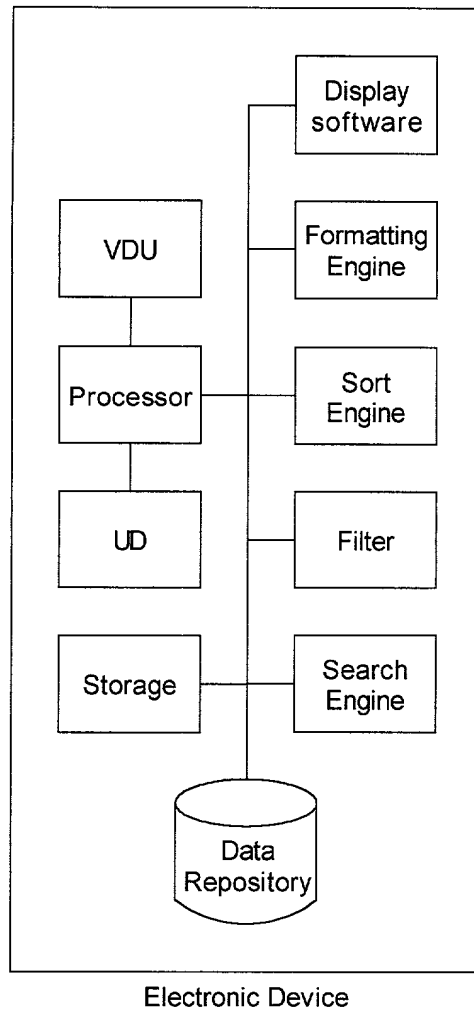 Display
software
VDU
Formatting
Engine
Processor
Sort
Engine
UD
Filter
Storage
Search
Engine
Data
Repository
Electronic Device